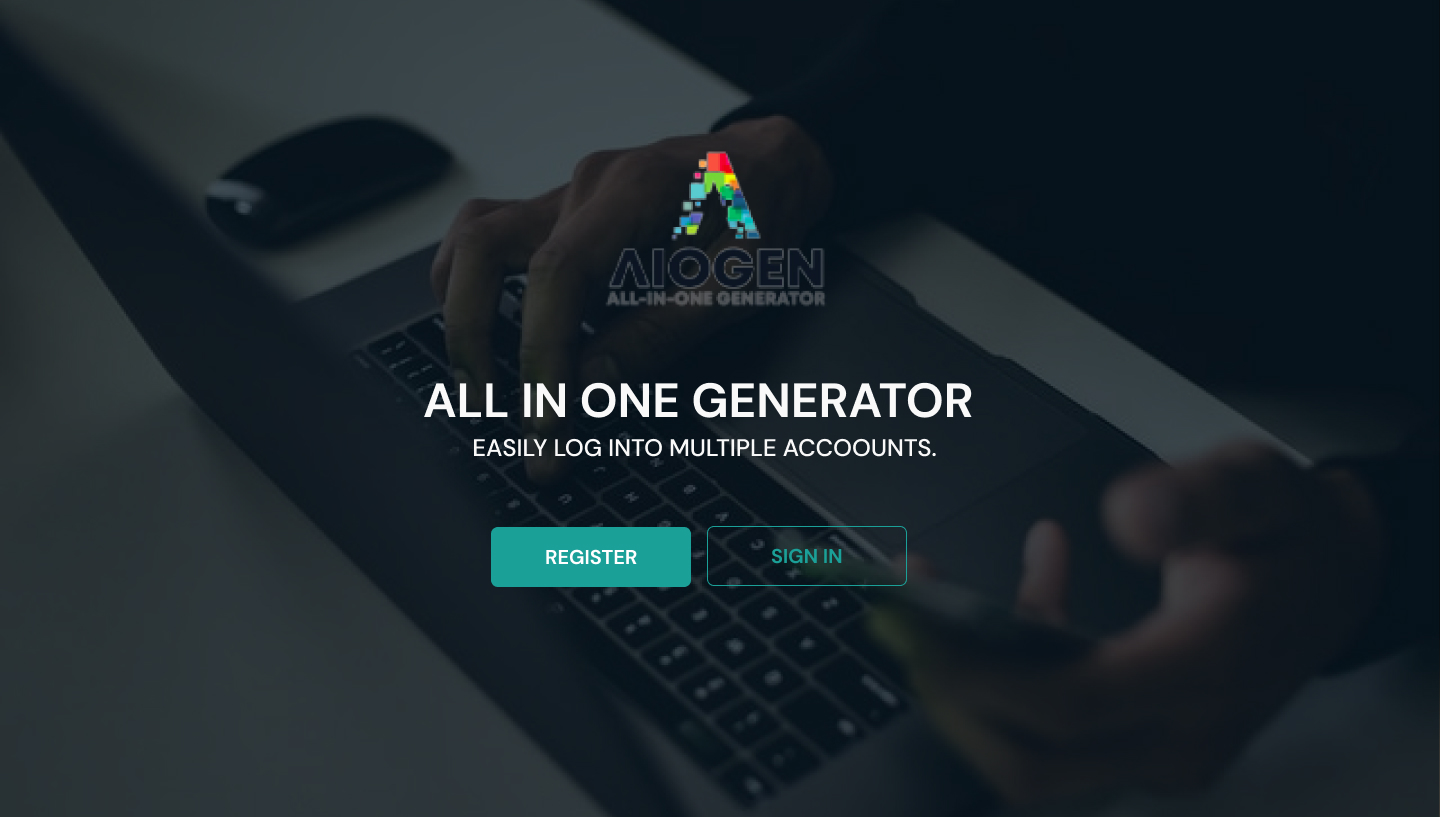 AIOGEN
ALL-IN-ONE GENERATOR
ALL IN ONE GENERATOR
EASILY LOG INTO MULTIPLE ACCOOUNTS.
REGISTER
SIGN IN